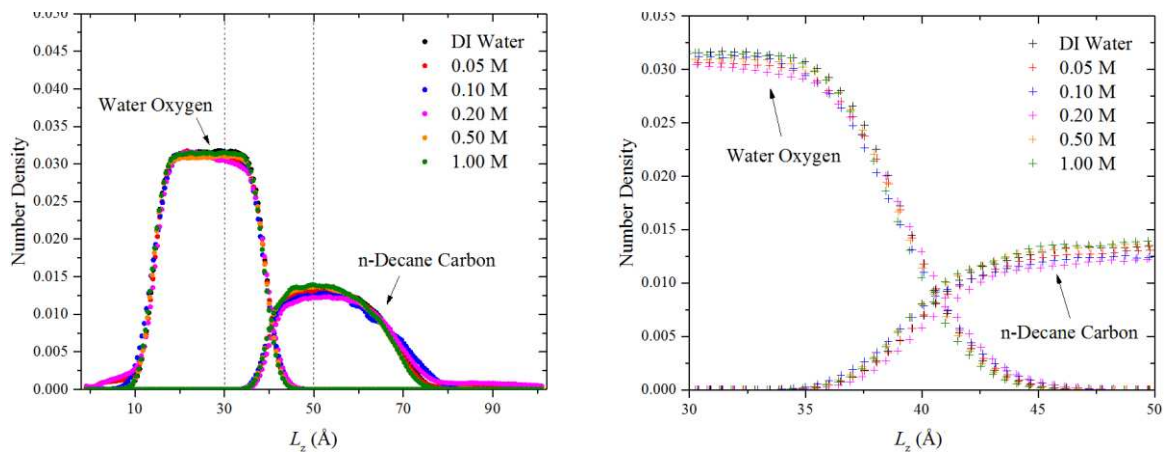 0.050
0.045
0.040
0.035
0.030
0.025
0.020
0.015
0.010
0.005
0.000
Number Density
10
30
50
70
90
L_z (Å)
Water Oxygen
n-Decane Carbon
DI Water
0.05 M
0.10 M
0.20 M
0.50 M
1.00 M
0.035
0.030
0.025
0.020
0.015
0.010
0.005
0.000
Number Density
30
35
40
45
50
L_z (Å)
Water Oxygen
n-Decane Carbon
DI Water
0.05 M
0.10 M
0.20 M
0.50 M
1.00 M